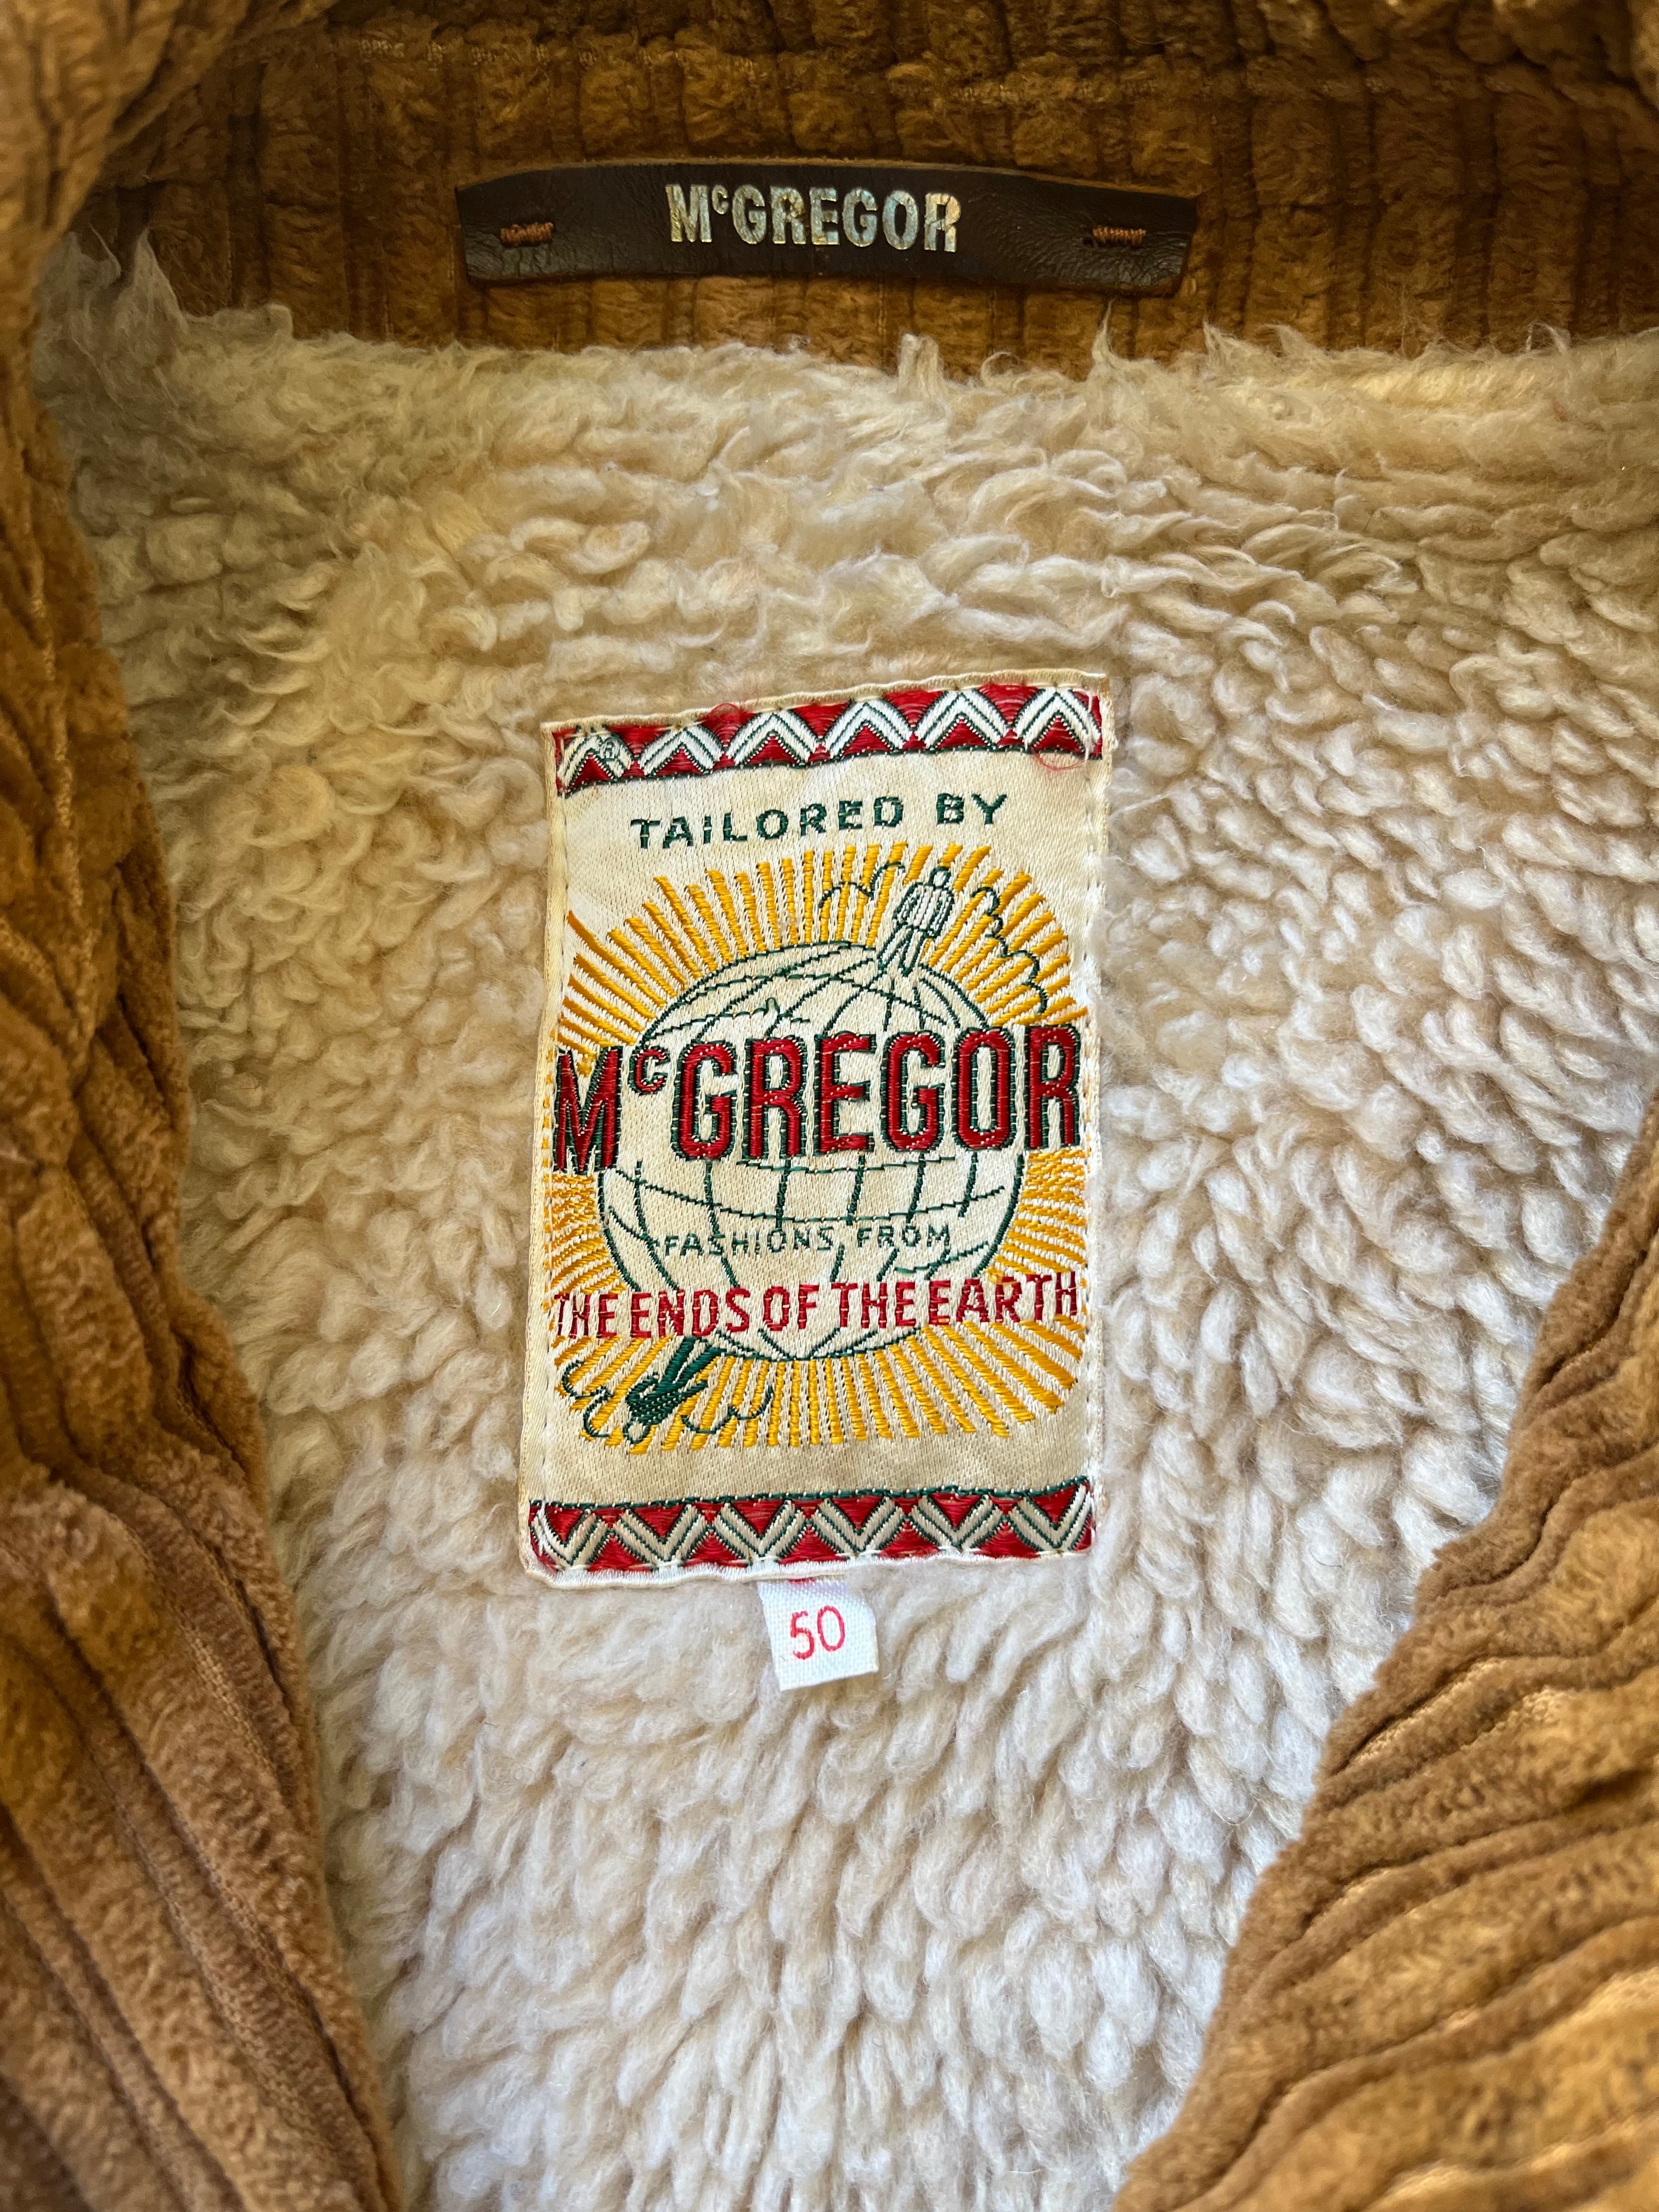 McGREGOR
TAILORED BY
McGREGOR
FASHIONS FROM
THE ENDS OF THE EARTH
50